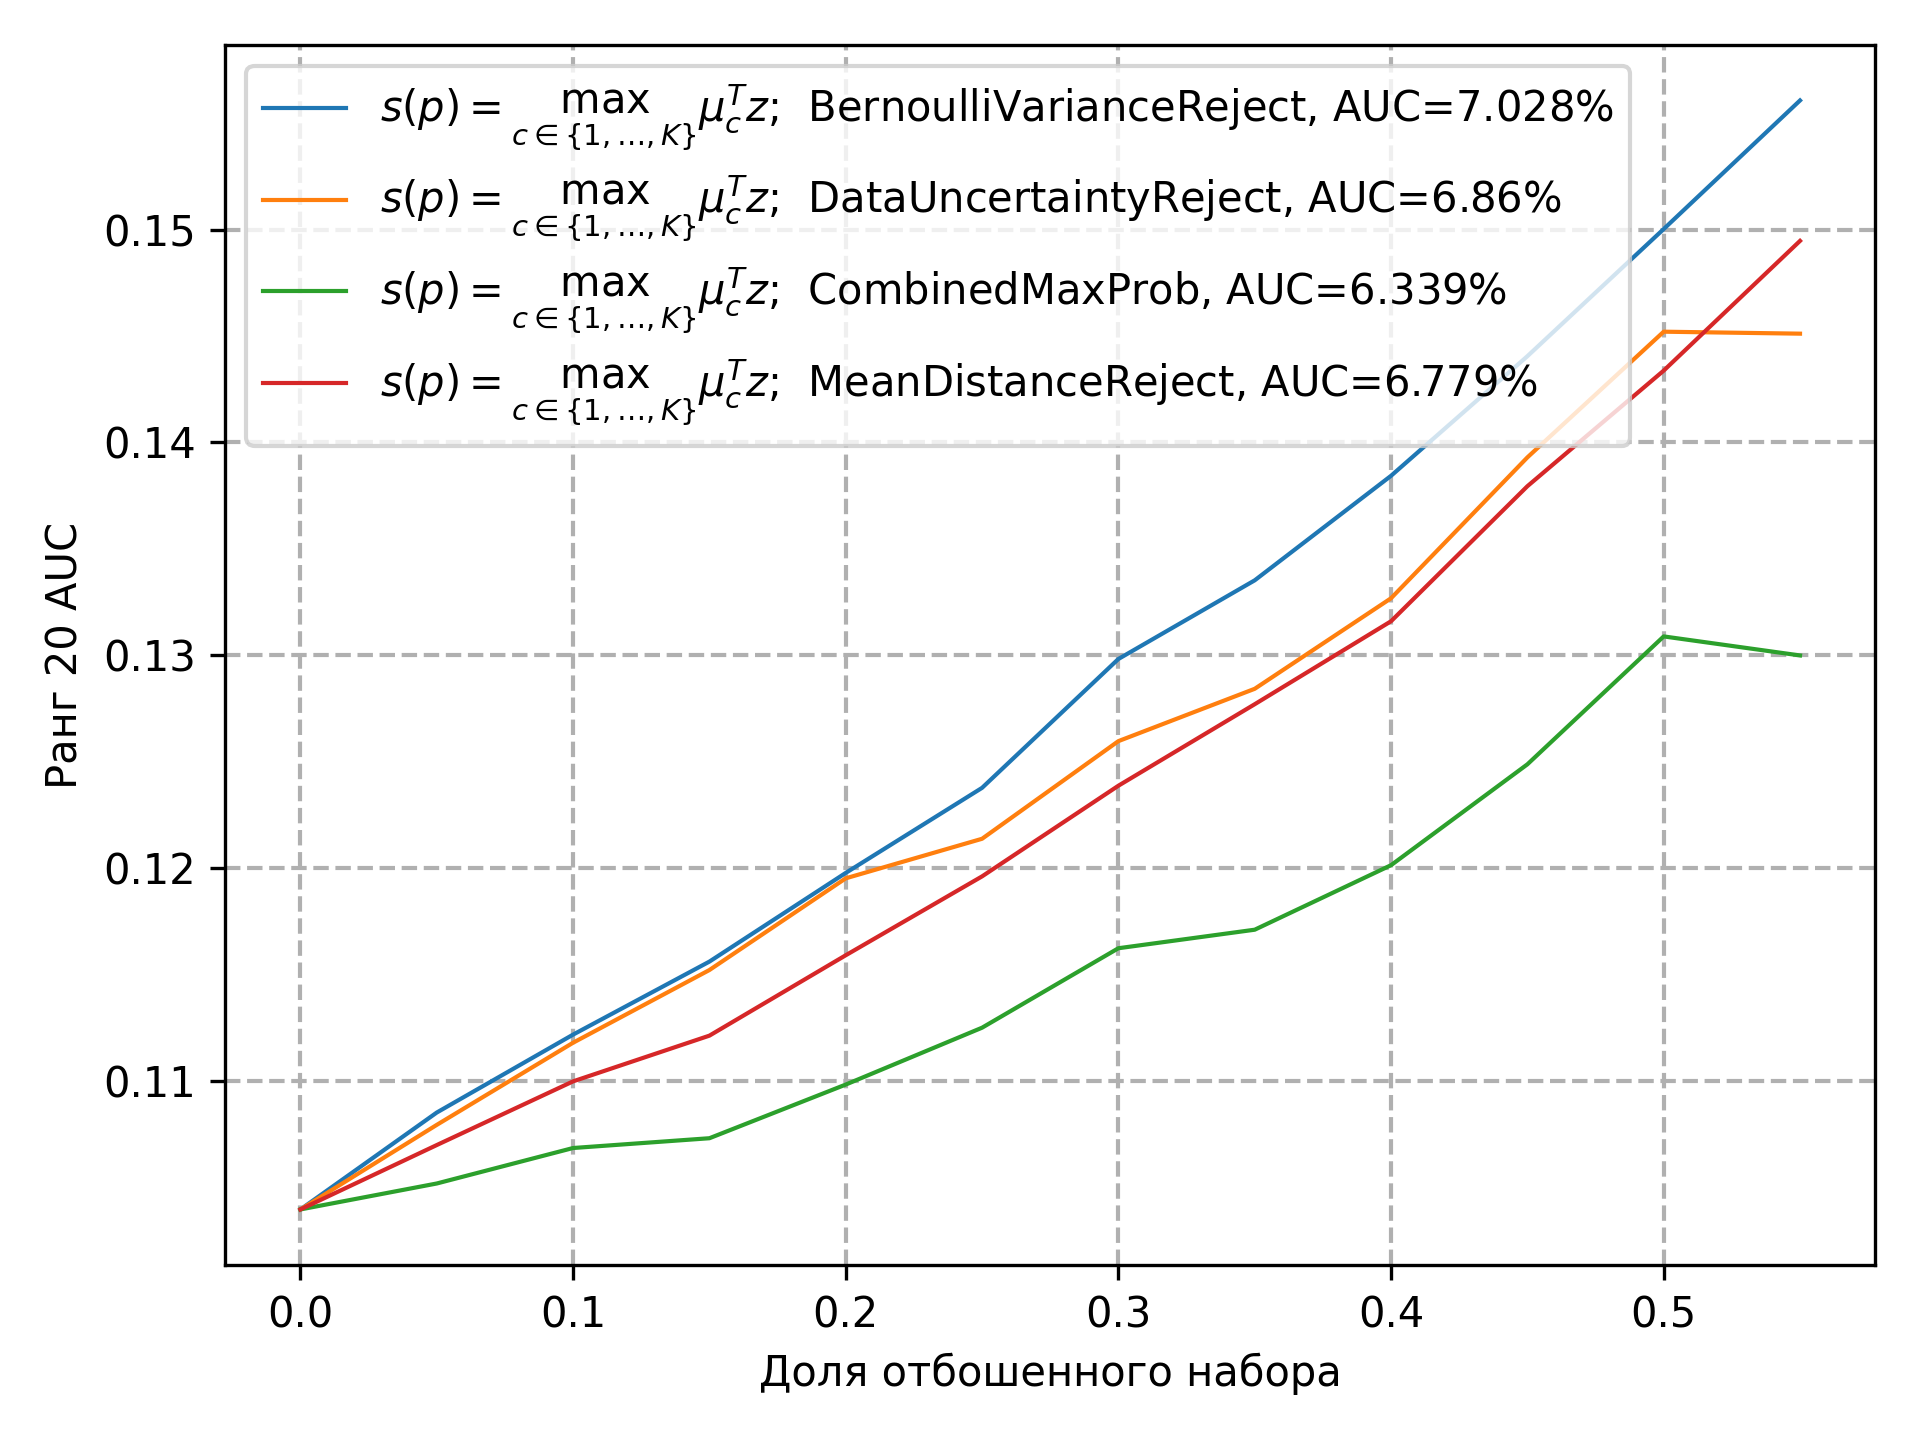 s(p) = max μ_c^T z; BernoulliVarianceReject, AUC=7.028%
c ∈ {1, ..., K}
s(p) = max μ_c^T z; DataUncertaintyReject, AUC=6.86%
c ∈ {1, ..., K}
s(p) = max μ_c^T z; CombinedMaxProb, AUC=6.339%
c ∈ {1, ..., K}
s(p) = max μ_c^T z; MeanDistanceReject, AUC=6.779%
c ∈ {1, ..., K}
0.15
0.14
0.13
0.12
0.11
Ранг 20 AUC
0.0 0.1 0.2 0.3 0.4 0.5
Доля отбошенного набора